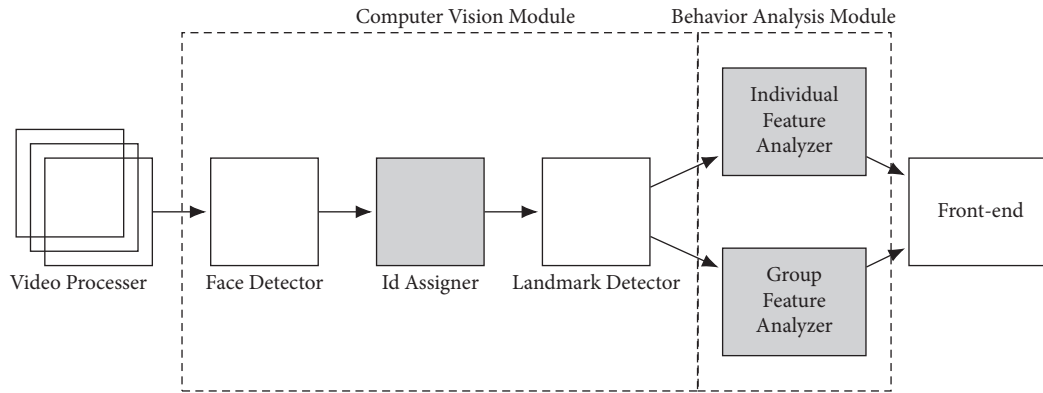 Computer Vision Module
Behavior Analysis Module
Individual
Feature
Analyzer
Front-end
Video Processer
Face Detector
Id Assigner
Landmark Detector
Group
Feature
Analyzer